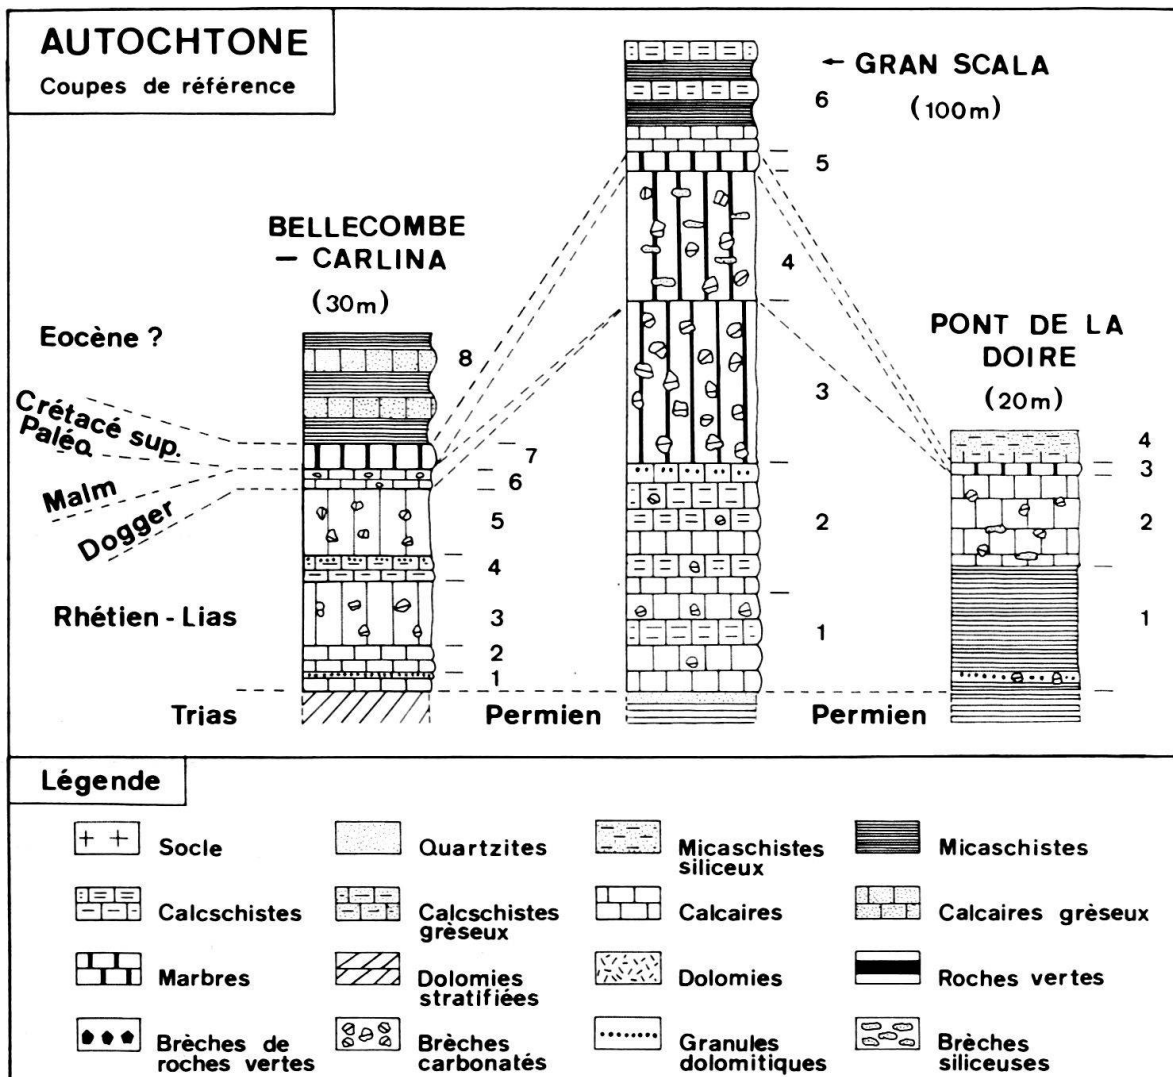 AUTOCHTONE
Coupes de référence
← GRAN SCALA
(100m)
6
5
4
3
2
1
BELLECOMBE
— CARLINA
(30m)
8
7
6
5
4
3
2
1
PONT DE LA
DOIRE
(20m)
4
3
2
1
Eocène ?
Crétacé sup.
Paléo.
Malm
Dogger
Rhétien - Lias
Trias
Permien
Permien
Légende
Socle
Quartzites
Micaschistes
siliceux
Micaschistes
Calcschistes
Calcschistes
grèseux
Calcaires
Calcaires grèseux
Marbres
Dolomies
stratifiées
Dolomies
Roches vertes
Brèches de
roches vertes
Brèches
carbonatés
Granules
dolomitiques
Brèches
siliceuses